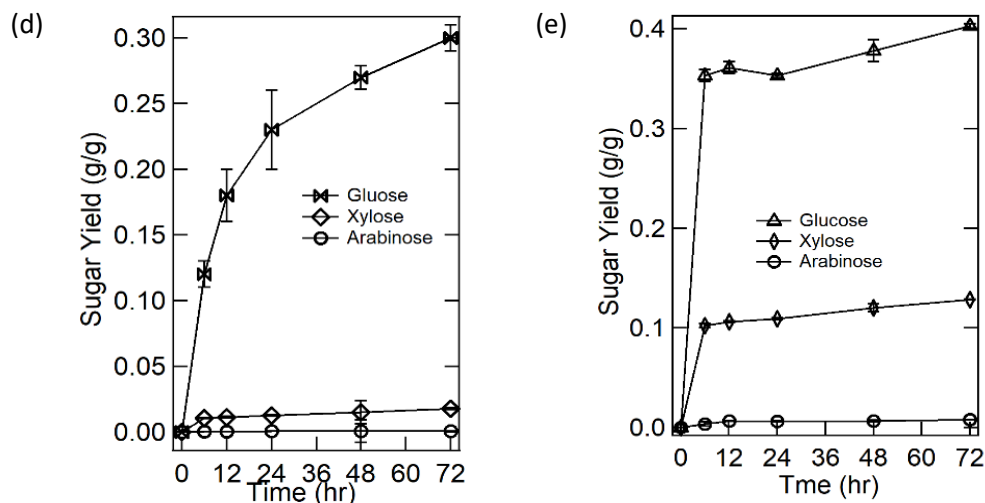 (d)
Sugar Yield (g/g)
0.30
0.25
0.20
0.15
0.10
0.05
0.00
Gluose
Xylose
Arabinose
0 12 24 36 48 60 72
Time (hr)
(e)
Sugar Yield (g/g)
0.4
0.3
0.2
0.1
0.0
Glucose
Xylose
Arabinose
0 12 24 36 48 60 72
Tme (hr)